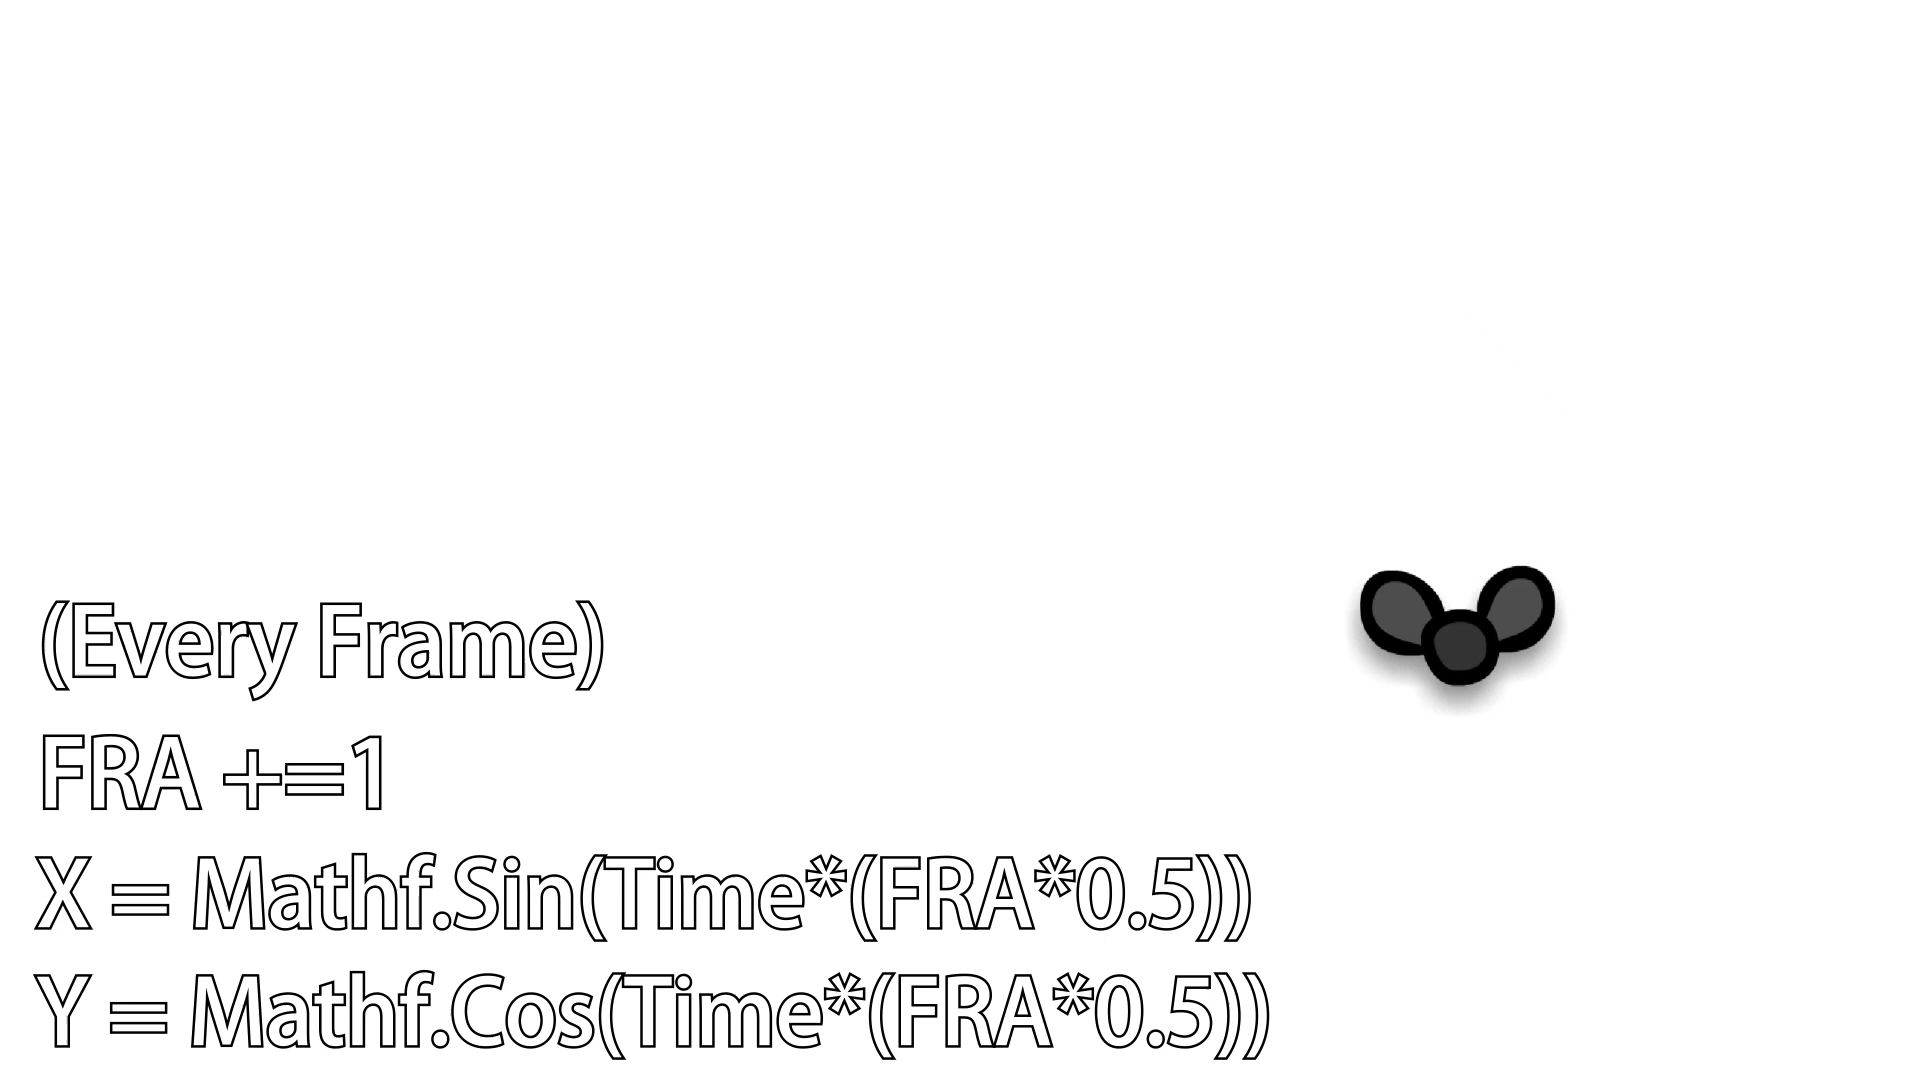 (Every Frame)
FRA +=1
X = Mathf.Sin(Time*(FRA*0.5))
Y = Mathf.Cos(Time*(FRA*0.5))